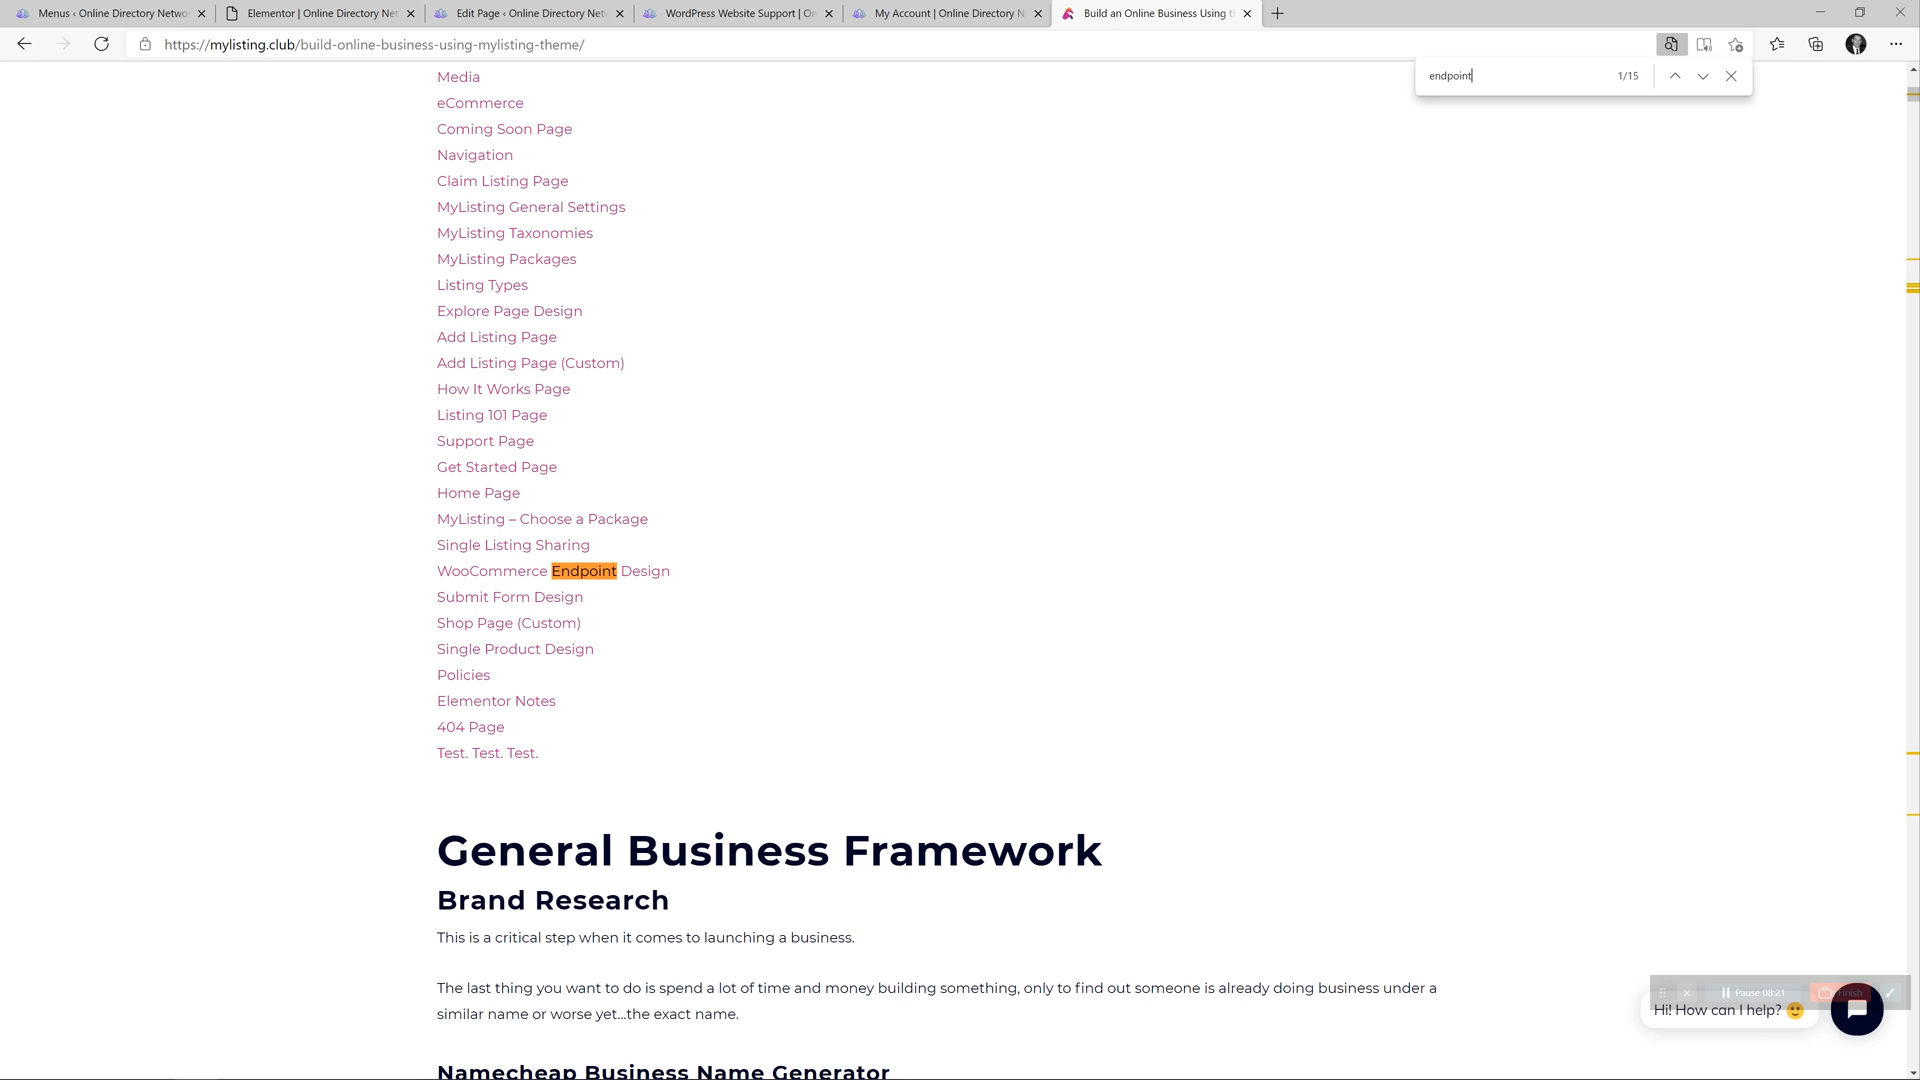 Menus ‹ Online Directory Netwo
Elementor | Online Directory Net
Edit Page ‹ Online Directory Netw
WordPress Website Support | On
My Account | Online Directory N
Build an Online Business Using t
https://mylisting.club/build-online-business-using-mylisting-theme/
endpoint
1/15
Media
eCommerce
Coming Soon Page
Navigation
Claim Listing Page
MyListing General Settings
MyListing Taxonomies
MyListing Packages
Listing Types
Explore Page Design
Add Listing Page
Add Listing Page (Custom)
How It Works Page
Listing 101 Page
Support Page
Get Started Page
Home Page
MyListing – Choose a Package
Single Listing Sharing
WooCommerce Endpoint Design
Submit Form Design
Shop Page (Custom)
Single Product Design
Policies
Elementor Notes
404 Page
Test. Test. Test.
General Business Framework
Brand Research
This is a critical step when it comes to launching a business.
The last thing you want to do is spend a lot of time and money building something, only to find out someone is already doing business under a
similar name or worse yet…the exact name.
Pause 08:21
Finish
Hi! How can I help? 🙂
Namecheap Business Name Generator